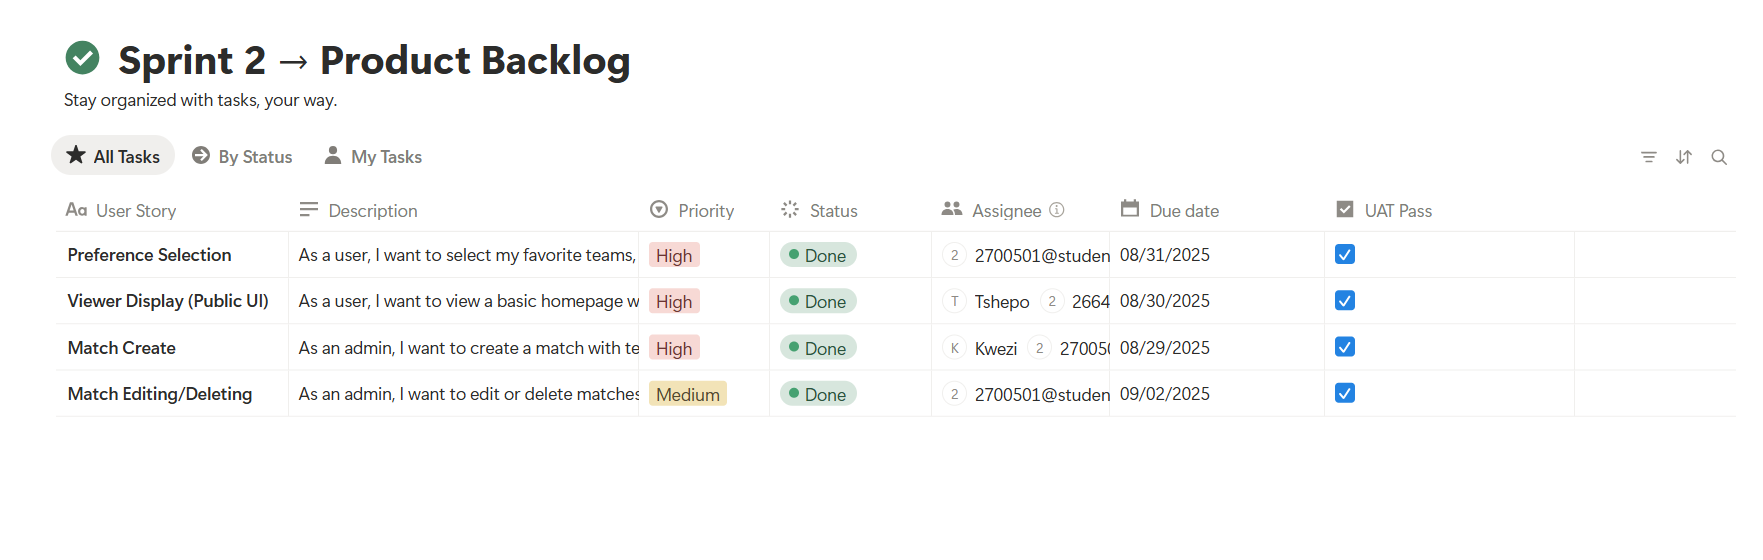 Sprint 2 → Product Backlog
Stay organized with tasks, your way.
All Tasks By Status My Tasks
Aa User Story Description Priority Status Assignee Due date UAT Pass
Preference Selection As a user, I want to select my favorite teams, High Done 2 2700501@studen 08/31/2025
Viewer Display (Public UI) As a user, I want to view a basic homepage w High Done T Tshepo 2 2664 08/30/2025
Match Create As an admin, I want to create a match with te High Done K Kwezi 2 27005 08/29/2025
Match Editing/Deleting As an admin, I want to edit or delete matches Medium Done 2 2700501@studen 09/02/2025